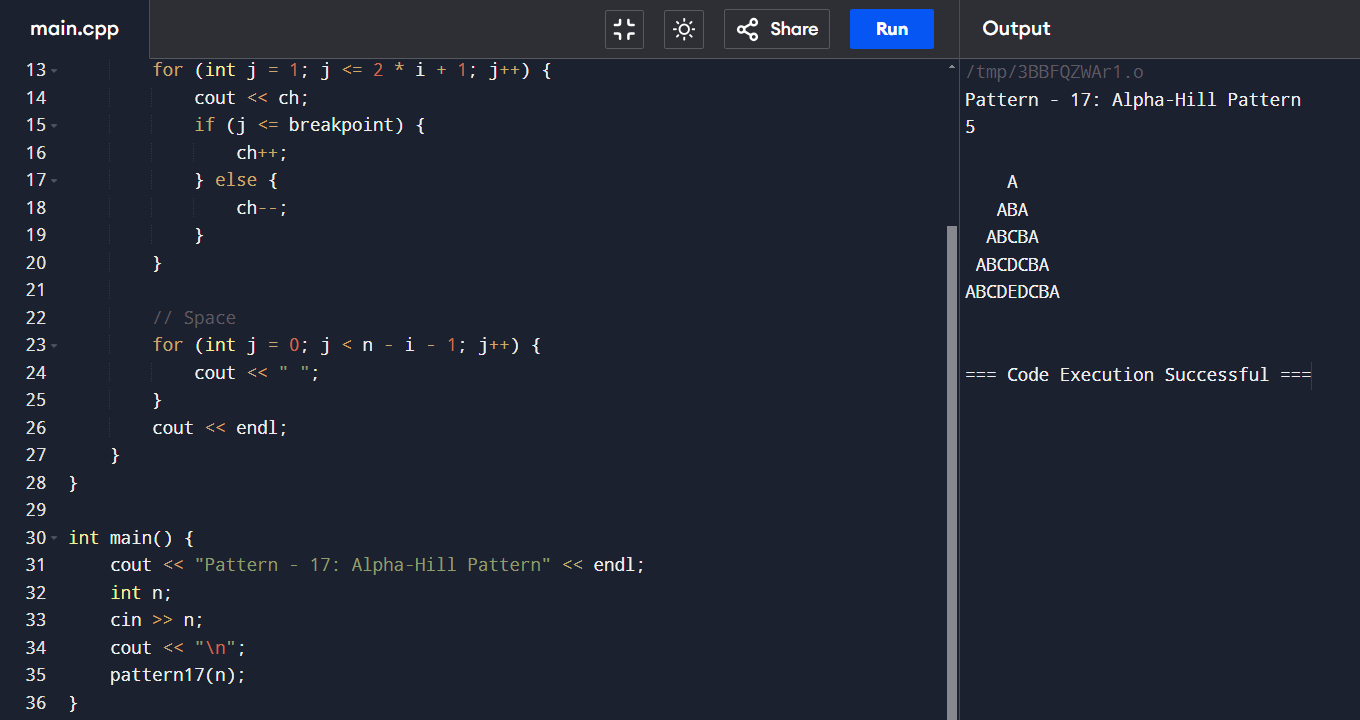 main.cpp
Share
Run
Output
13 for (int j = 1; j <= 2 * i + 1; j++) {
14 cout << ch;
15 if (j <= breakpoint) {
16 ch++;
17 } else {
18 ch--;
19 }
20 }
21
22 // Space
23 for (int j = 0; j < n - i - 1; j++) {
24 cout << " ";
25 }
26 cout << endl;
27 }
28 }
29
30 int main() {
31 cout << "Pattern - 17: Alpha-Hill Pattern" << endl;
32 int n;
33 cin >> n;
34 cout << "\n";
35 pattern17(n);
36 }
/tmp/3BBFQZWAr1.o
Pattern - 17: Alpha-Hill Pattern
5
A
ABA
ABCBA
ABCDCBA
ABCDEDCBA
=== Code Execution Successful ===